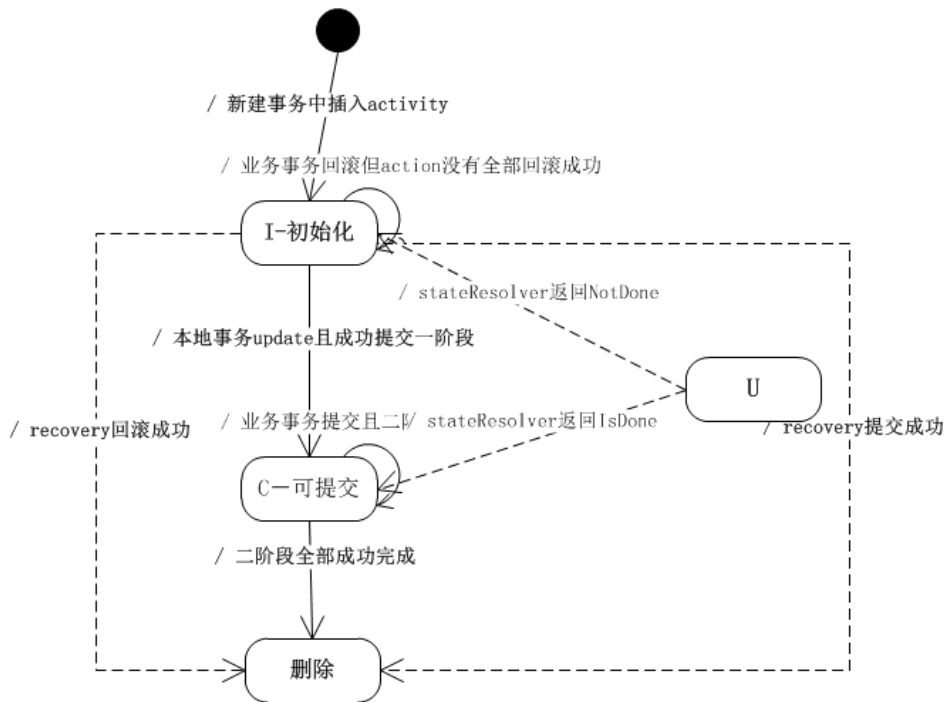 / 新建事务中插入activity
/ 业务事务回滚但action没有全部回滚成功
I-初始化
/ stateResolver返回NotDone
/ 本地事务update且成功提交一阶段
U
/ recovery回滚成功
/ 业务事务提交且二阶
/ stateResolver返回IsDone
/ recovery提交成功
C—可提交
/ 二阶段全部成功完成
删除